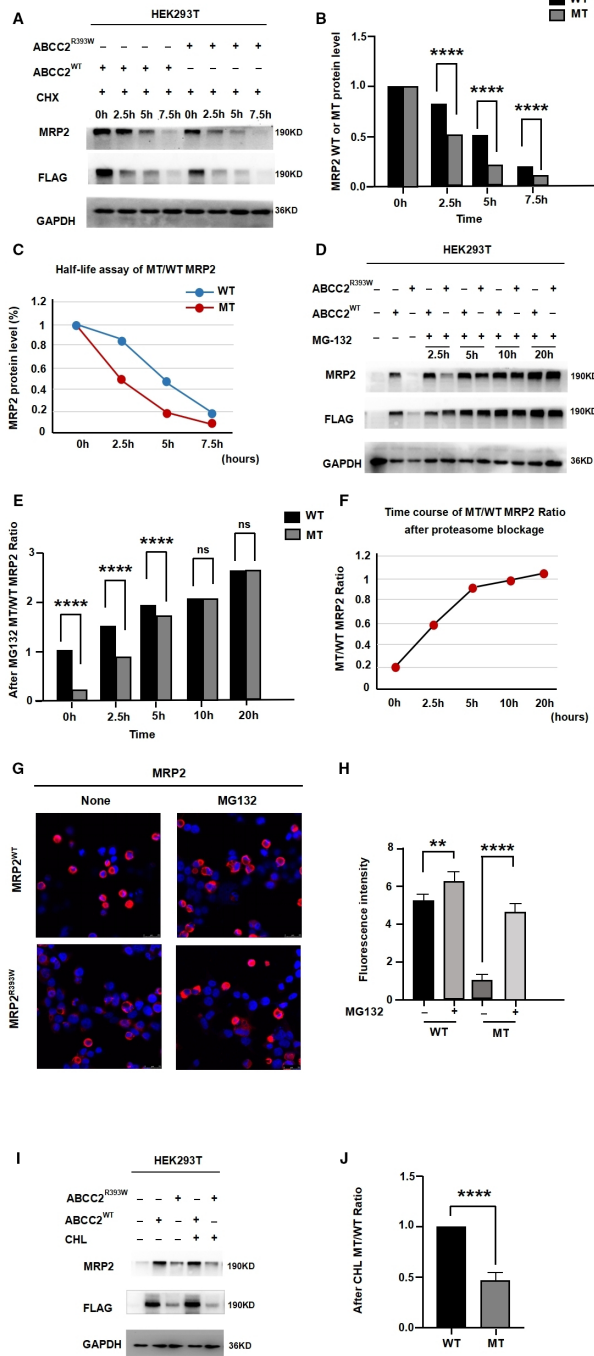 A
HEK293T
ABCC2R393W – – – – + + + +
ABCC2WT + + + + – – – –
CHX + + + + + + + +
0h 2.5h 5h 7.5h 0h 2.5h 5h 7.5h
MRP2 190KD
FLAG 190KD
GAPDH 36KD
B
MT
MRP2 WT or MT protein level
1.5
1.0
0.5
0.0
**** **** ****
0h 2.5h 5h 7.5h
Time
C
Half-life assay of MT/WT MRP2
WT
MT
MRP2 protein level (%)
1.2
1
0.8
0.6
0.4
0.2
0
0h 2.5h 5h 7.5h
(hours)
D
HEK293T
ABCC2R393W – – + – + – + – + – +
ABCC2WT – + – + – + – + – + –
MG-132 – – – + + + + + + + +
2.5h 5h 10h 20h
MRP2 190KD
FLAG 190KD
GAPDH 36KD
E
WT
MT
After MG132 MT/WT MRP2 Ratio
3
2
1
0
**** **** **** ns ns
0h 2.5h 5h 10h 20h
Time
F
Time course of MT/WT MRP2 Ratio
after proteasome blockage
MT/WT MRP2 Ratio
1.2
1
0.8
0.6
0.4
0.2
0
0h 2.5h 5h 10h 20h
(hours)
G
MRP2
None MG132
MRP2WT
MRP2R393W
H
Fluorescence intensity
8
6
4
2
0
** ****
MG132 – + – +
WT MT
I
HEK293T
ABCC2R393W – – + – +
ABCC2WT – + – + –
CHL – – – + +
MRP2 190KD
FLAG 190KD
GAPDH 36KD
J
After CHL MT/WT Ratio
1.5
1.0
0.5
0.0
****
WT MT